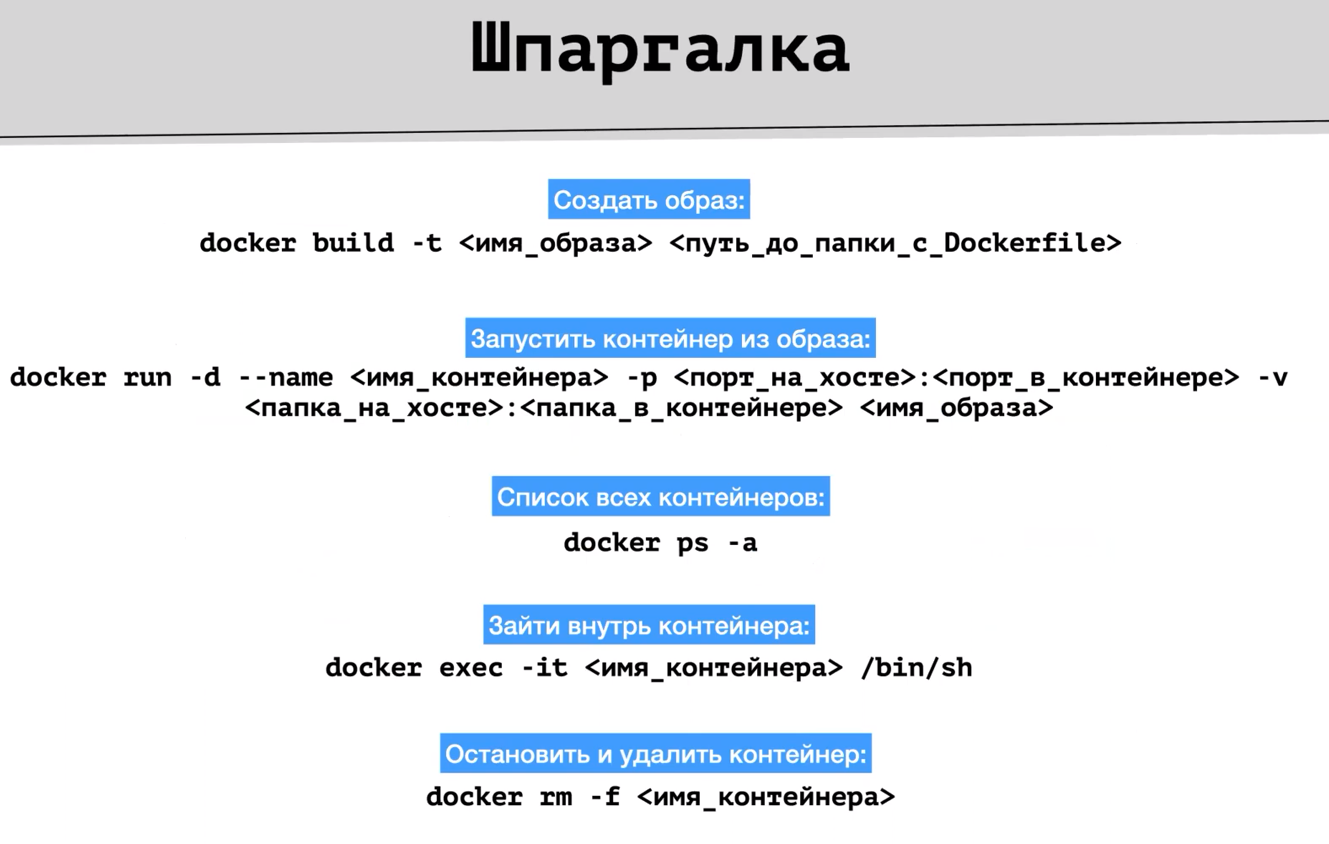 Шпаргалка
Создать образ:
docker build -t <имя_образа> <путь_до_папки_с_Dockerfile>
Запустить контейнер из образа:
docker run -d --name <имя_контейнера> -p <порт_на_хосте>:<порт_в_контейнере> -v
<папка_на_хосте>:<папка_в_контейнере> <имя_образа>
Список всех контейнеров:
docker ps -a
Зайти внутрь контейнера:
docker exec -it <имя_контейнера> /bin/sh
Остановить и удалить контейнер:
docker rm -f <имя_контейнера>